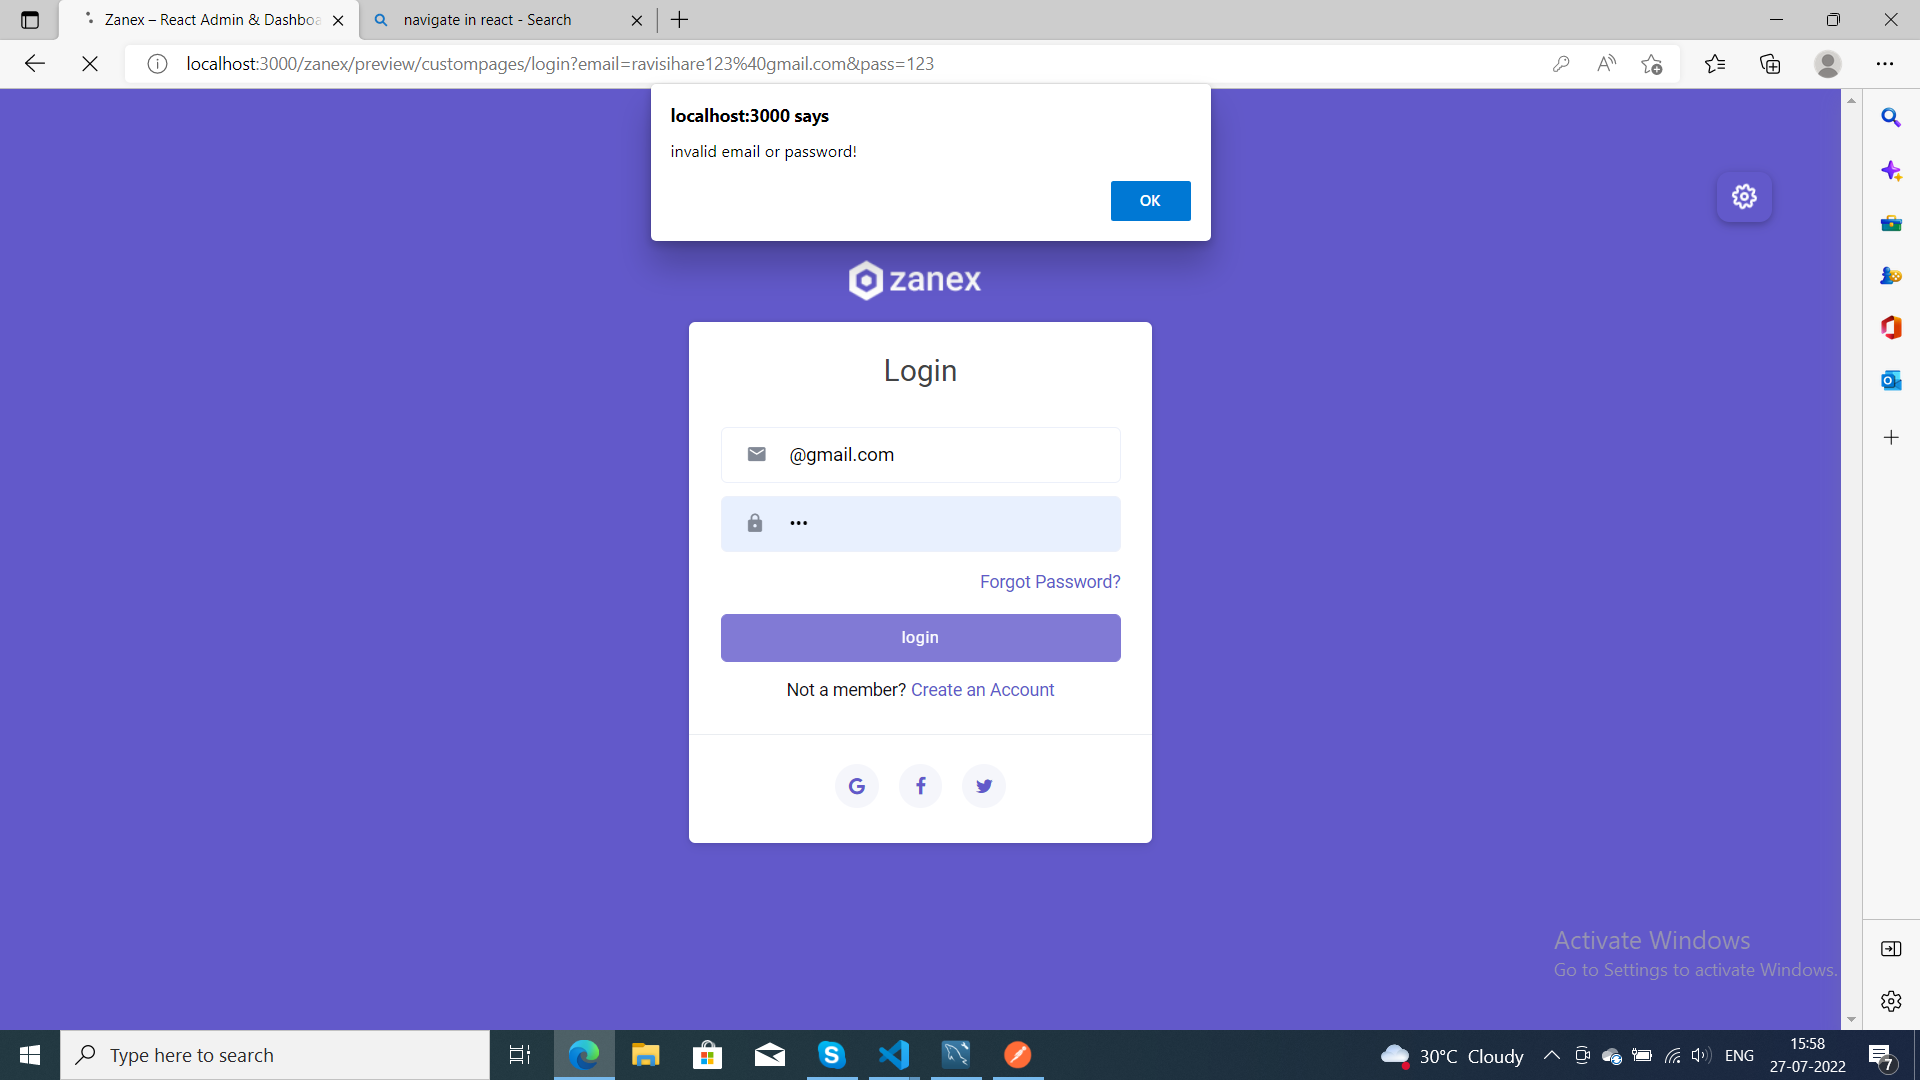 Zanex – React Admin & Dashboa
navigate in react - Search
localhost:3000/zanex/preview/custompages/login?email=ravisihare123%40gmail.com&pass=123
localhost:3000 says
invalid email or password!
OK
zanex
Login
@gmail.com
•••
Forgot Password?
login
Not a member? Create an Account
Activate Windows
Go to Settings to activate Windows.
Type here to search
30°C Cloudy
ENG
15:58
27-07-2022
7